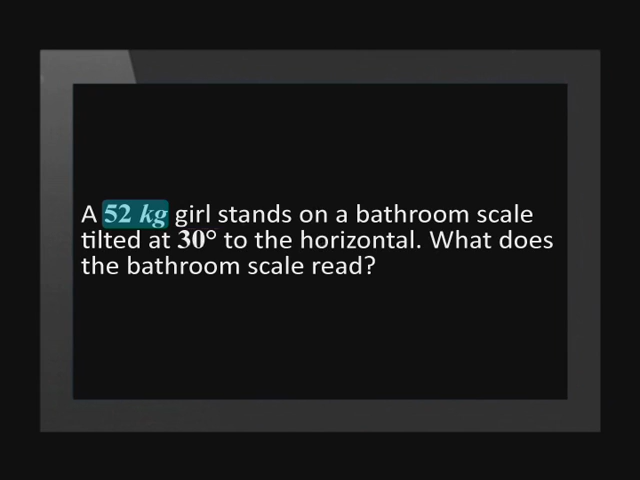 A 52 kg girl stands on a bathroom scale
tilted at 30° to the horizontal. What does
the bathroom scale read?